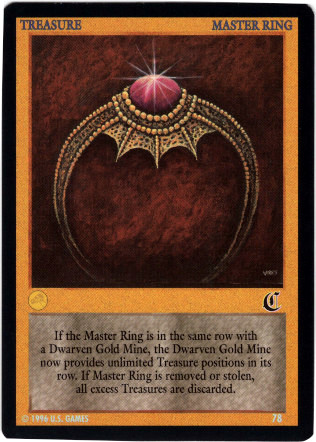 TREASURE MASTER RING
C
If the Master Ring is in the same row with
a Dwarven Gold Mine, the Dwarven Gold Mine
now provides unlimited Treasure positions in its
row. If Master Ring is removed or stolen,
all excess Treasures are discarded.
© 1996 U.S. GAMES 78